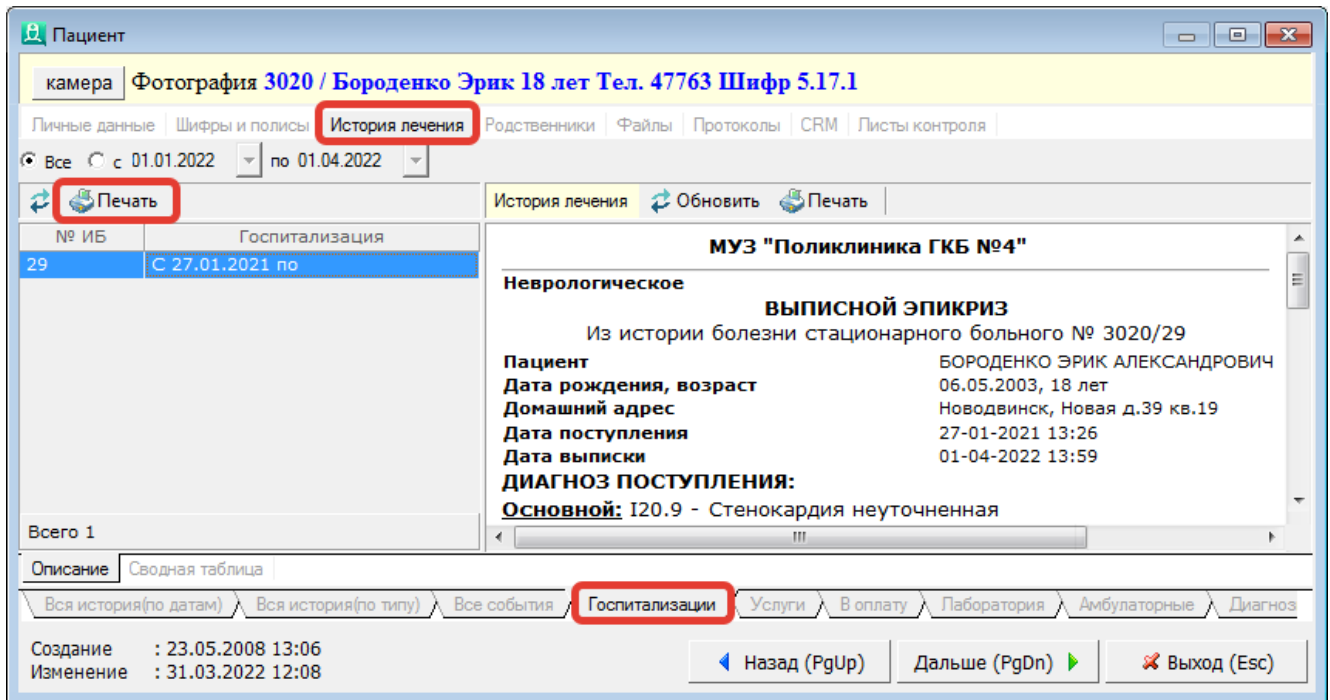 Пациент
камера Фотография 3020 / Бороденко Эрик 18 лет Тел. 47763 Шифр 5.17.1
Личные данные Шифры и полисы История лечения Родственники Файлы Протоколы CRM Листы контроля
Все с 01.01.2022 по 01.04.2022
Печать История лечения Обновить Печать
№ ИБ Госпитализация
29 С 27.01.2021 по
МУЗ "Поликлиника ГКБ №4"
Неврологическое
ВЫПИСНОЙ ЭПИКРИЗ
Из истории болезни стационарного больного № 3020/29
Пациент БОРОДЕНКО ЭРИК АЛЕКСАНДРОВИЧ
Дата рождения, возраст 06.05.2003, 18 лет
Домашний адрес Новодвинск, Новая д.39 кв.19
Дата поступления 27-01-2021 13:26
Дата выписки 01-04-2022 13:59
ДИАГНОЗ ПОСТУПЛЕНИЯ:
Основной: I20.9 - Стенокардия неуточненная
Всего 1
Описание Сводная таблица
Вся история(по датам) Вся история(по типу) Все события Госпитализации Услуги В оплату Лаборатория Амбулаторные Диагноз
Создание : 23.05.2008 13:06
Изменение : 31.03.2022 12:08
Назад (PgUp) Дальше (PgDn) Выход (Esc)